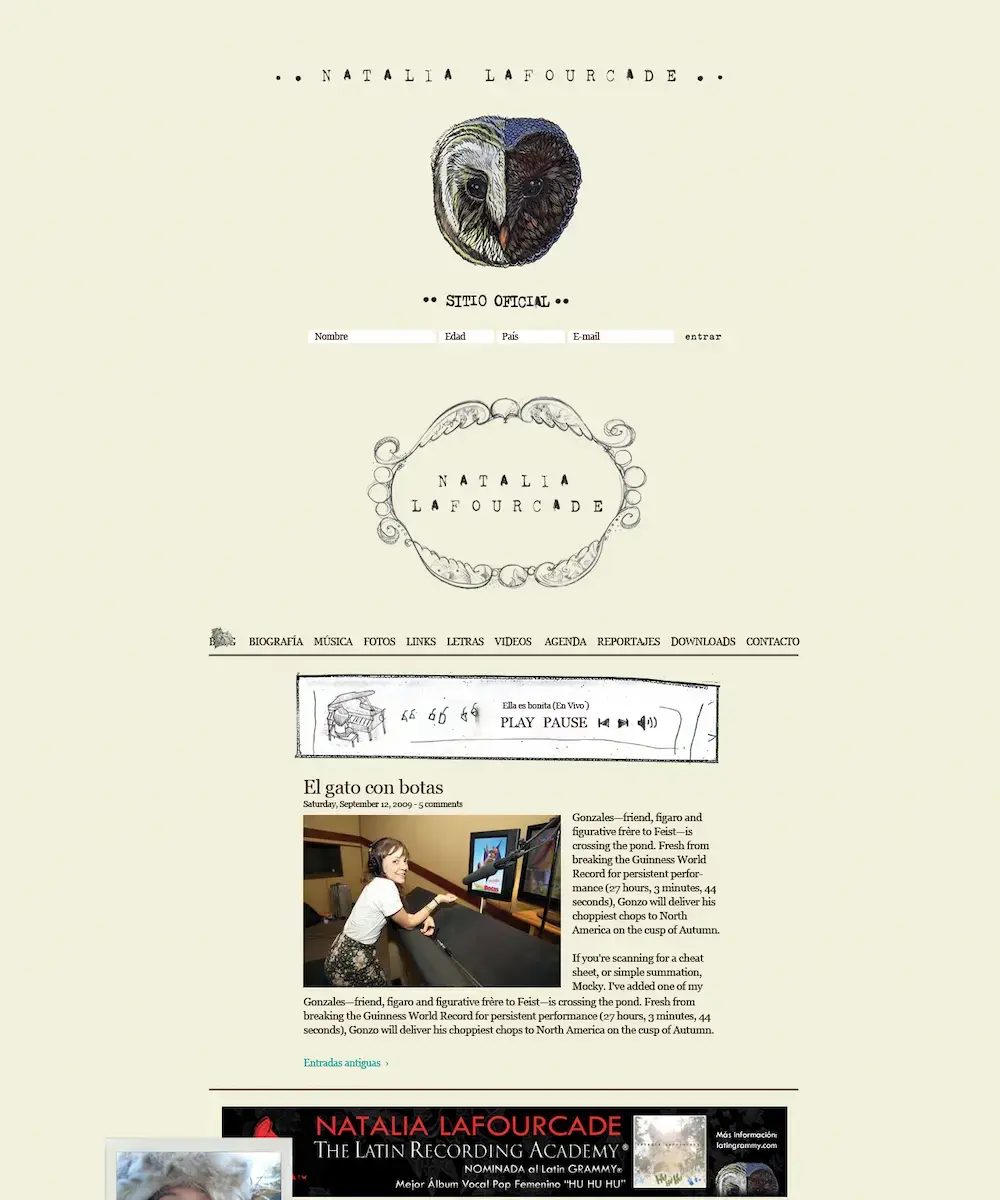 •• NATALIA LAFOURCADE ••
•• SITIO OFICIAL ••
Nombre Edad País E-mail entrar
NATALIA
LAFOURCADE
BIOGRAFÍA MÚSICA FOTOS LINKS LETRAS VIDEOS AGENDA REPORTAJES DOWNLOADS CONTACTO
Ella es bonita (En Vivo )
PLAY PAUSE
El gato con botas
Saturday, September 12, 2009 - 5 comments
Gonzales—friend, figaro and
figurative frère to Feist—is
crossing the pond. Fresh from
breaking the Guinness World
Record for persistent perfor-
mance (27 hours, 3 minutes, 44
seconds), Gonzo will deliver his
choppiest chops to North
America on the cusp of Autumn.
If you're scanning for a cheat
sheet, or simple summation,
Mocky. I've added one of my
Gonzales—friend, figaro and figurative frère to Feist—is crossing the pond. Fresh from
breaking the Guinness World Record for persistent performance (27 hours, 3 minutes, 44
seconds), Gonzo will deliver his choppiest chops to North America on the cusp of Autumn.
Entradas antiguas ›
NATALIA LAFOURCADE
THE LATIN RECORDING ACADEMY®
NOMINADA al Latin GRAMMY®
Mejor Álbum Vocal Pop Femenino "HU HU HU"
Más información:
latingrammy.com